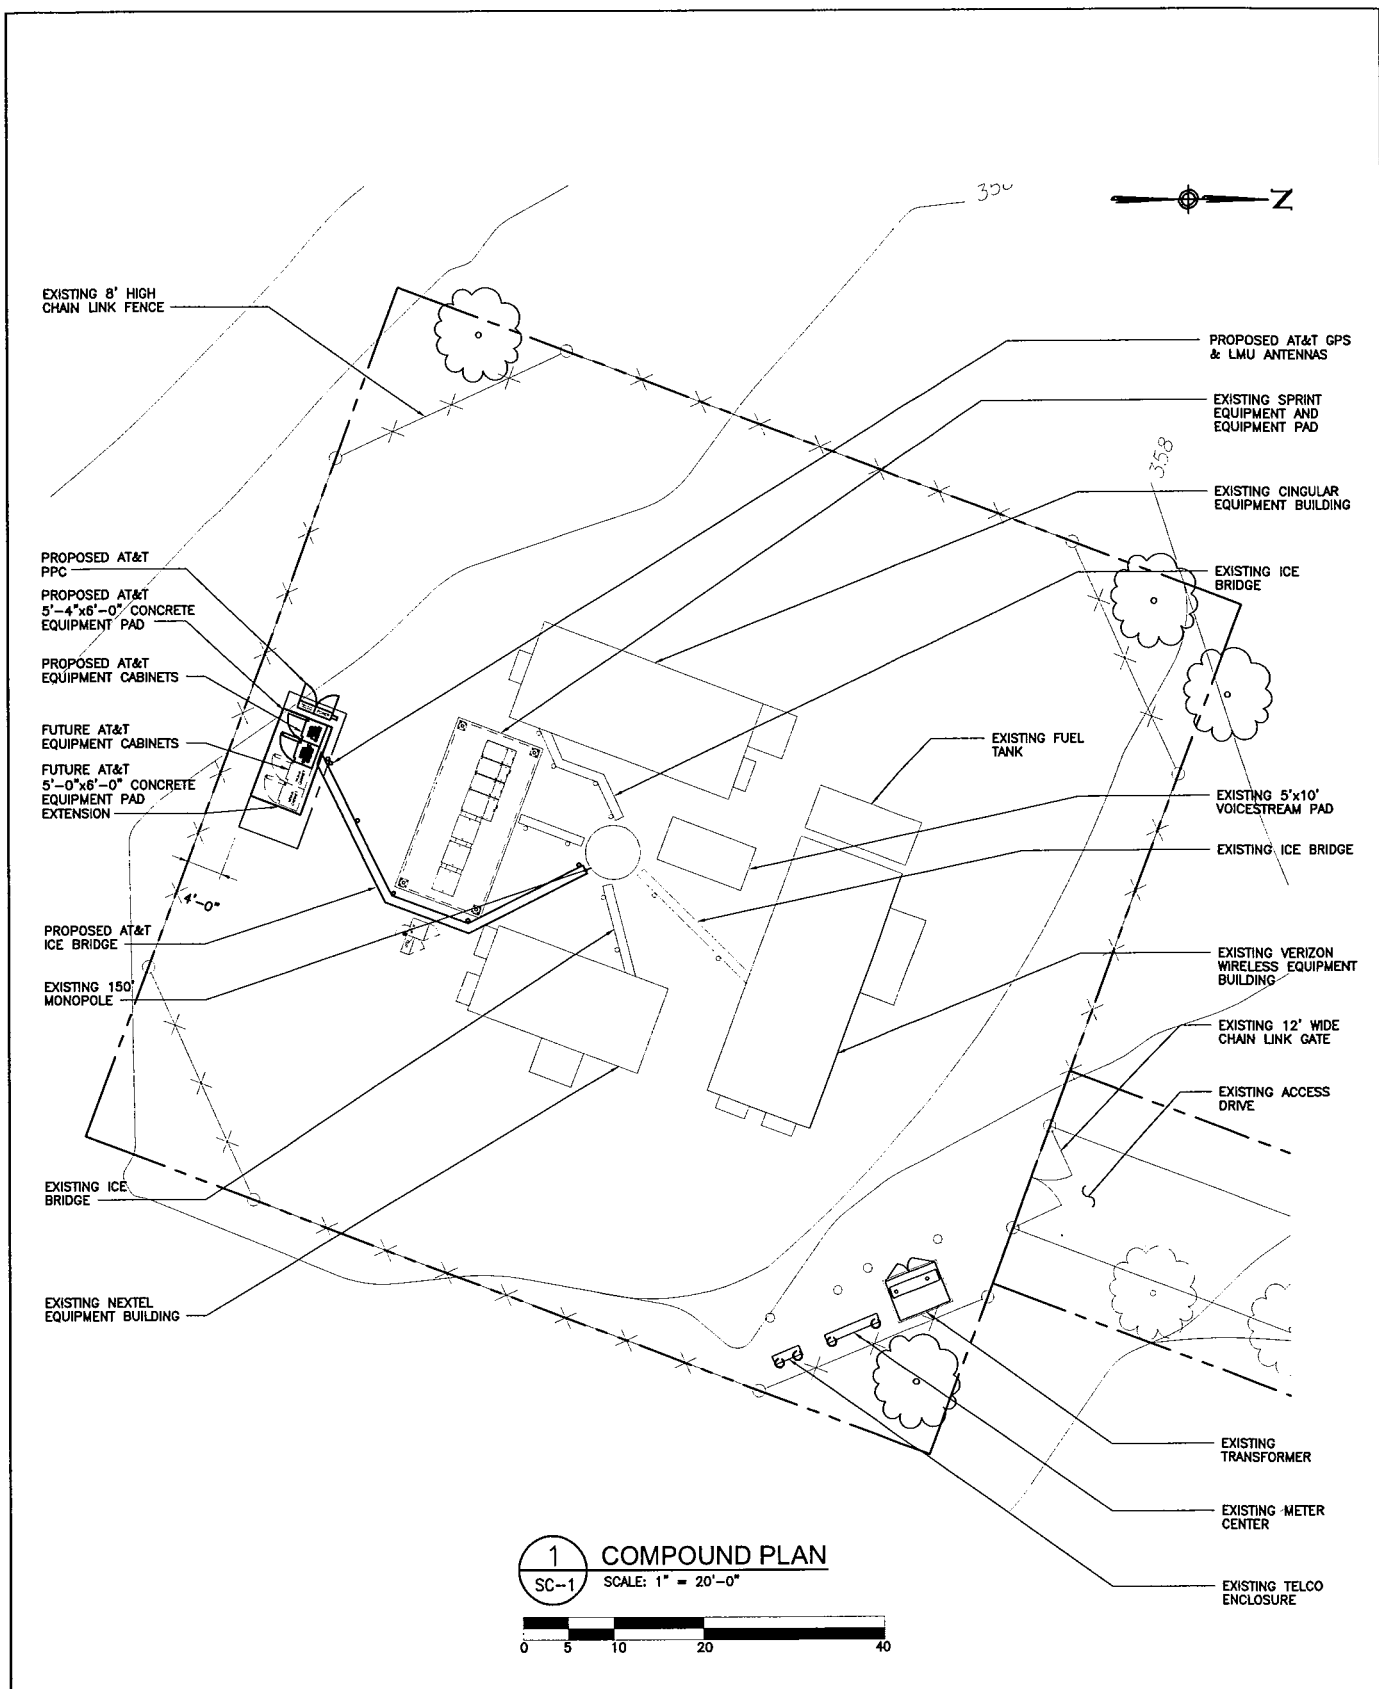 Z
358
EXISTING 8' HIGH
CHAIN LINK FENCE
PROPOSED AT&T
PPC
PROPOSED AT&T
5'-4"x6'-0" CONCRETE
EQUIPMENT PAD
PROPOSED AT&T
EQUIPMENT CABINETS
FUTURE AT&T
EQUIPMENT CABINETS
FUTURE AT&T
5'-0"x6'-0" CONCRETE
EQUIPMENT PAD
EXTENSION
4'-0"
PROPOSED AT&T
ICE BRIDGE
EXISTING 150'
MONOPOLE
EXISTING ICE
BRIDGE
EXISTING NEXTEL
EQUIPMENT BUILDING
PROPOSED AT&T GPS
& LMU ANTENNAS
EXISTING SPRINT
EQUIPMENT AND
EQUIPMENT PAD
EXISTING CINGULAR
EQUIPMENT BUILDING
EXISTING ICE
BRIDGE
EXISTING FUEL
TANK
EXISTING 5'x10'
VOICESTREAM PAD
EXISTING ICE BRIDGE
EXISTING VERIZON
WIRELESS EQUIPMENT
BUILDING
EXISTING 12' WIDE
CHAIN LINK GATE
EXISTING ACCESS
DRIVE
EXISTING
TRANSFORMER
EXISTING METER
CENTER
EXISTING TELCO
ENCLOSURE
1
SC-1
COMPOUND PLAN
SCALE: 1" = 20'-0"
0 5 10 20 40